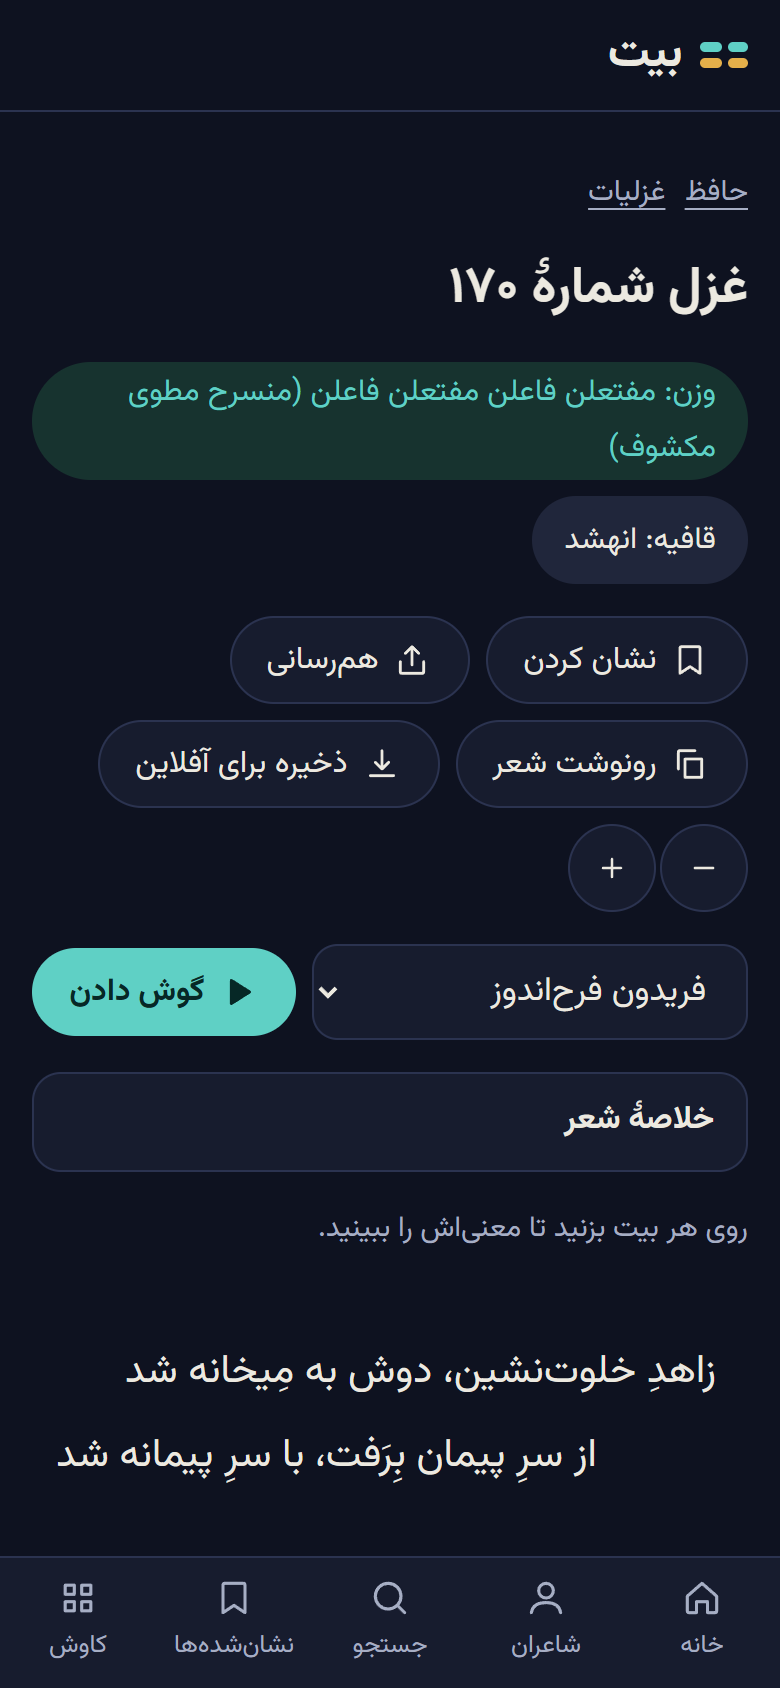 بیت
حافظ غزلیات
غزل شمارهٔ ۱۷۰
وزن: مفتعلن فاعلن مفتعلن فاعلن (منسرح مطوی
مکشوف)
قافیه: انهشد
نشان کردن هم‌رسانی
رونوشت شعر ذخیره برای آفلاین
− +
فریدون فرح‌اندوز گوش دادن
خلاصهٔ شعر
روی هر بیت بزنید تا معنی‌اش را ببینید.
زاهدِ خلوت‌نشین، دوش به مِیخانه شد
از سرِ پیمان بِرَفت، با سرِ پیمانه شد
خانه شاعران جستجو نشان‌شده‌ها کاوش